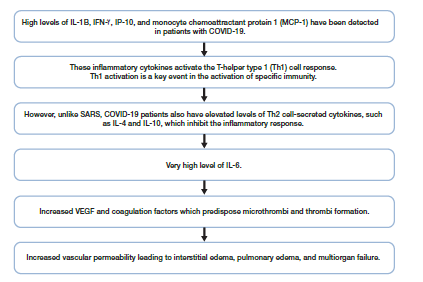 High levels of IL-1B, IFN-Y, IP-10, and monocyte chemoattractant protein 1 (MCP-1) have been detected
in patients with COVID-19.
These inflammatory cytokines activate the T-helper type 1 (Th1) cell response.
Th1 activation is a key event in the activation of specific immunity.
However, unlike SARS, COVID-19 patients also have elevated levels of Th2 cell-secreted cytokines, such
as IL-4 and IL-10, which inhibit the inflammatory response.
Very high level of IL-6.
Increased VEGF and coagulation factors which predispose microthrombi and thrombi formation.
Increased vascular permeability leading to interstitial edema, pulmonary edema, and multiorgan failure.